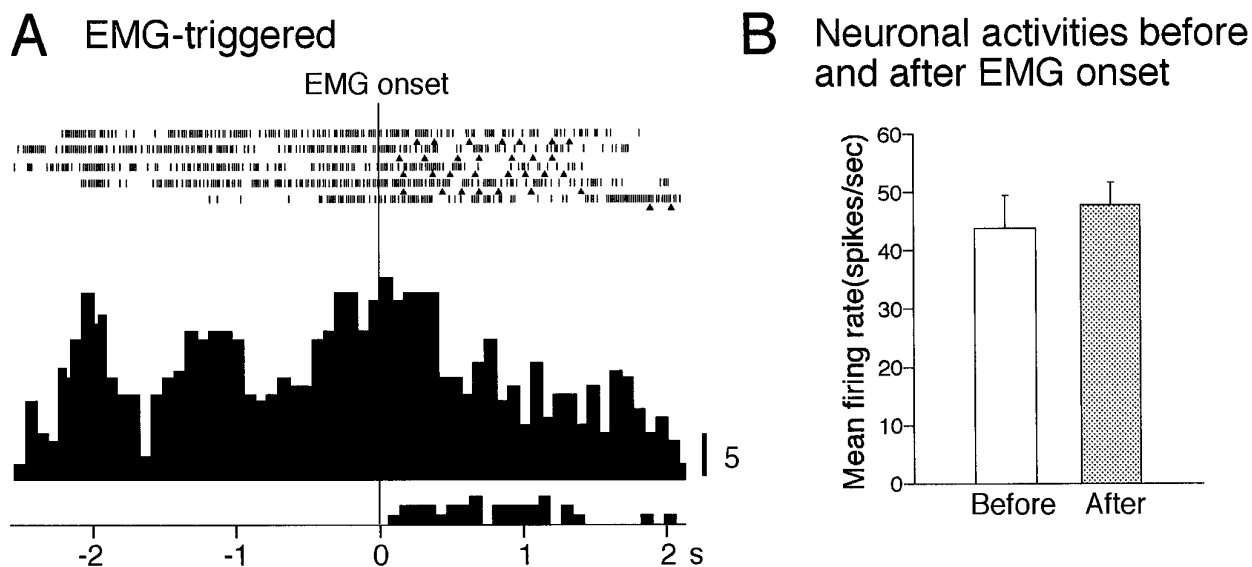 A EMG-triggered
EMG onset
5
-2 -1 0 1 2 s
B Neuronal activities before
and after EMG onset
Mean firing rate(spikes/sec)
60
50
40
30
20
10
0
Before After